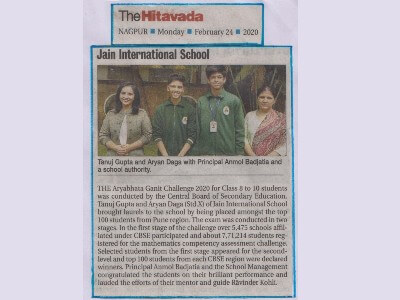 TheHitavada
NAGPUR ■ Monday ■ February 24 ■ 2020
Jain International School
Tanuj Gupta and Aryan Daga with Principal Anmol Badjatia and
a school authority.
THE Aryabhata Ganit Challenge 2020 for Class 8 to 10 students
was conducted by the Central Board of Secondary Education.
Tanuj Gupta and Aryan Daga (Std.X) of Jain International School
brought laurels to the school by being placed amongst the top
100 students from Pune region. The exam was conducted in two
stages. In the first stage of the challenge over 5,475 schools affil-
iated under CBSE participated and about 7,71,214 students reg-
istered for the mathematics competency assessment challenge.
Selected students from the first stage appeared for the second-
level and top 100 students from each CBSE region were declared
winners. Principal Anmol Badjatia and the School Management
congratulated the students on their brilliant performance and
lauded the efforts of their mentor and guide Ravinder Kohli.